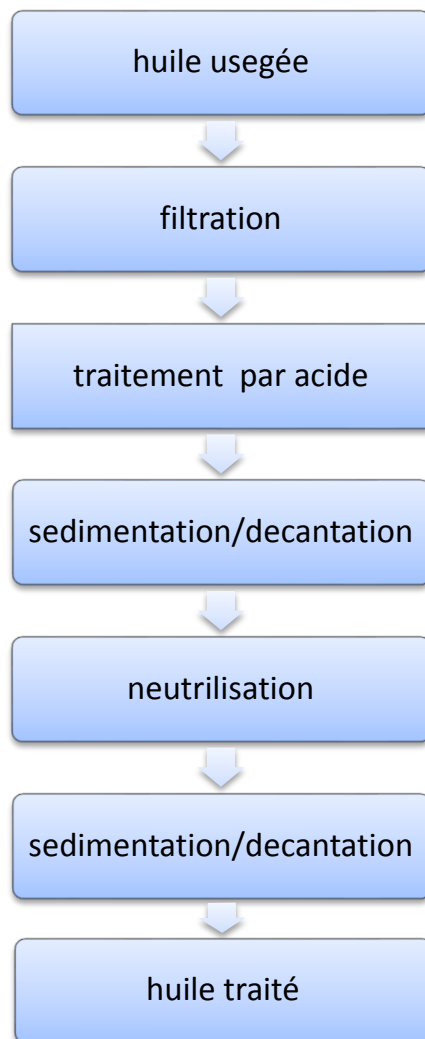 huile usegée
filtration
traitement par acide
sedimentation/decantation
neutrilisation
sedimentation/decantation
huile traité